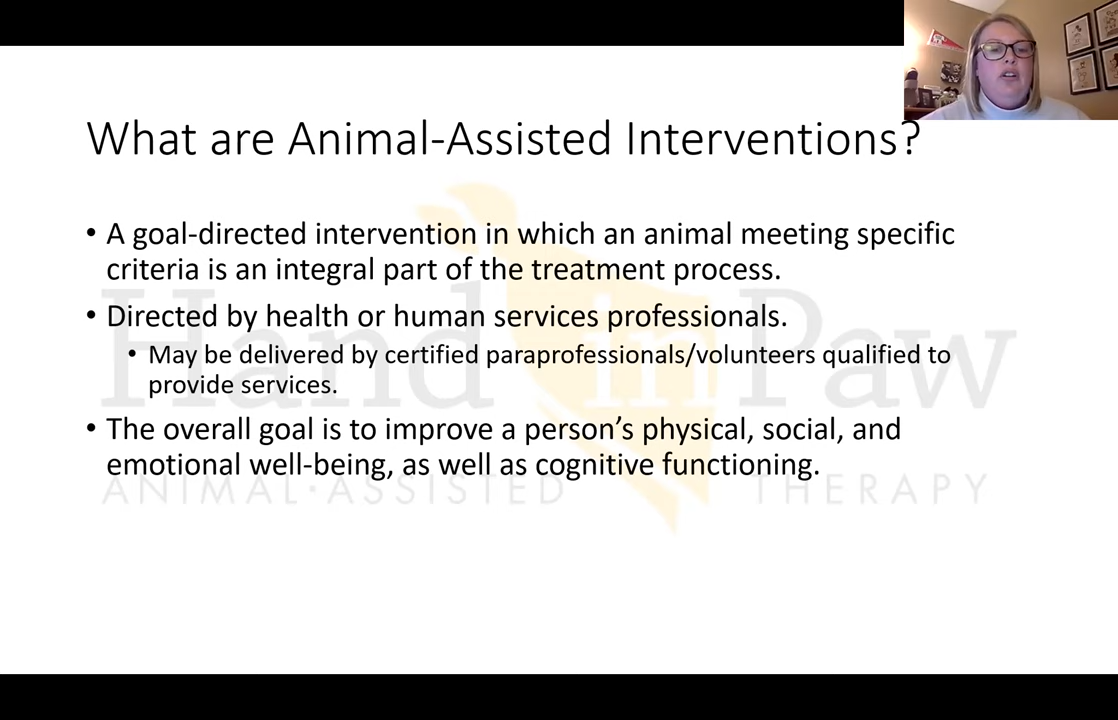 What are Animal-Assisted Interventions?
• A goal-directed intervention in which an animal meeting specific
criteria is an integral part of the treatment process.
• Directed by health or human services professionals.
• May be delivered by certified paraprofessionals/volunteers qualified to
provide services.
• The overall goal is to improve a person’s physical, social, and
emotional well-being, as well as cognitive functioning.
Hand in Paw
ANIMAL·ASSISTED THERAPY